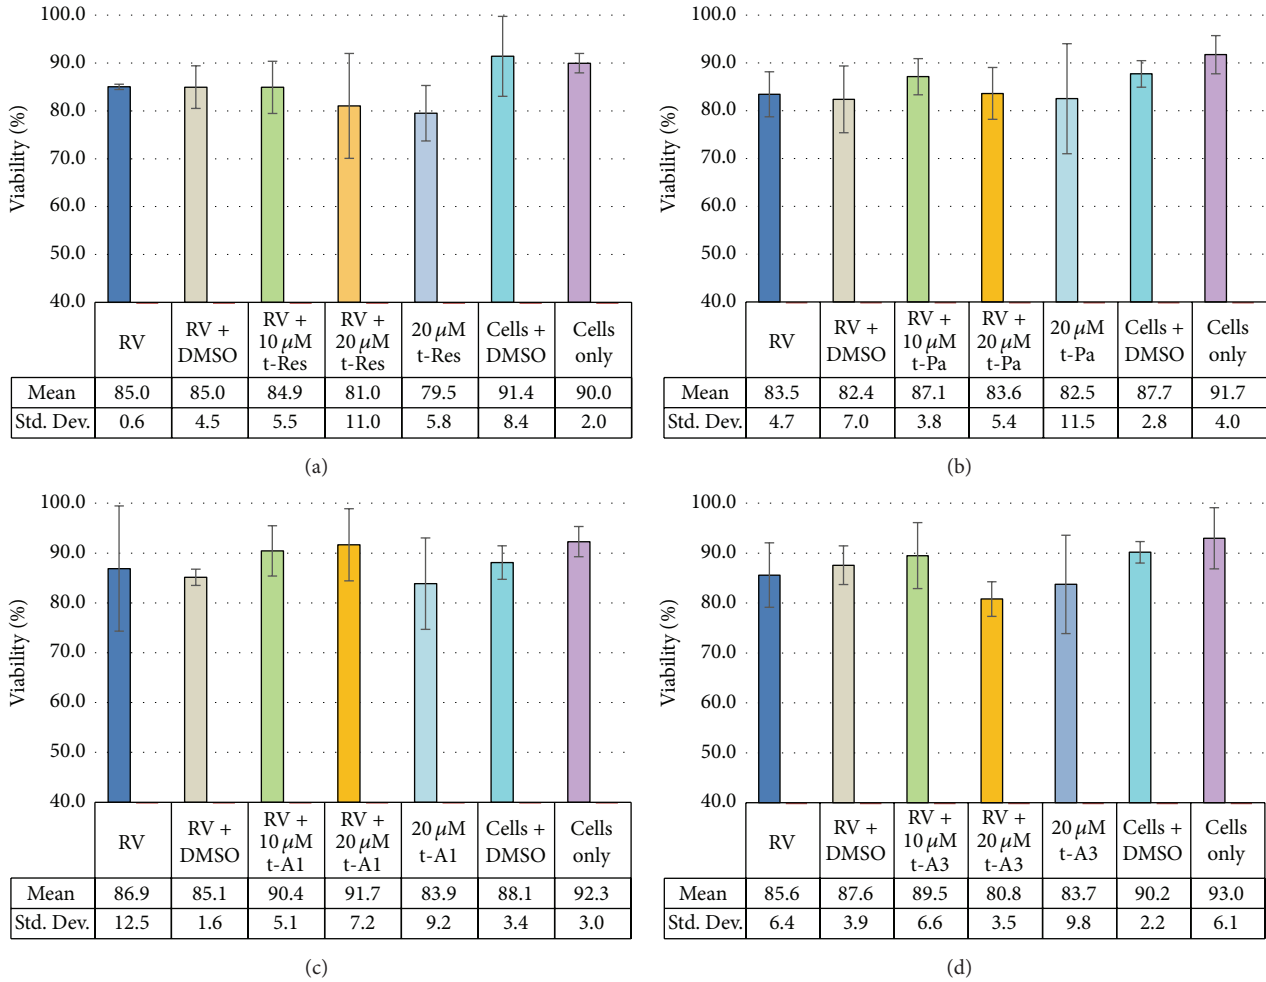 100.0
90.0
80.0
70.0
60.0
50.0
40.0
Viability (%)
RV
RV + DMSO
RV + 10 μM t-Res
RV + 20 μM t-Res
20 μM t-Res
Cells + DMSO
Cells only
Mean 85.0 85.0 84.9 81.0 79.5 91.4 90.0
Std. Dev. 0.6 4.5 5.5 11.0 5.8 8.4 2.0
(a)
100.0
90.0
80.0
70.0
60.0
50.0
40.0
Viability (%)
RV
RV + DMSO
RV + 10 μM t-Pa
RV + 20 μM t-Pa
20 μM t-Pa
Cells + DMSO
Cells only
Mean 83.5 82.4 87.1 83.6 82.5 87.7 91.7
Std. Dev. 4.7 7.0 3.8 5.4 11.5 2.8 4.0
(b)
100.0
90.0
80.0
70.0
60.0
50.0
40.0
Viability (%)
RV
RV + DMSO
RV + 10 μM t-A1
RV + 20 μM t-A1
20 μM t-A1
Cells + DMSO
Cells only
Mean 86.9 85.1 90.4 91.7 83.9 88.1 92.3
Std. Dev. 12.5 1.6 5.1 7.2 9.2 3.4 3.0
(c)
100.0
90.0
80.0
70.0
60.0
50.0
40.0
Viability (%)
RV
RV + DMSO
RV + 10 μM t-A3
RV + 20 μM t-A3
20 μM t-A3
Cells + DMSO
Cells only
Mean 85.6 87.6 89.5 80.8 83.7 90.2 93.0
Std. Dev. 6.4 3.9 6.6 3.5 9.8 2.2 6.1
(d)